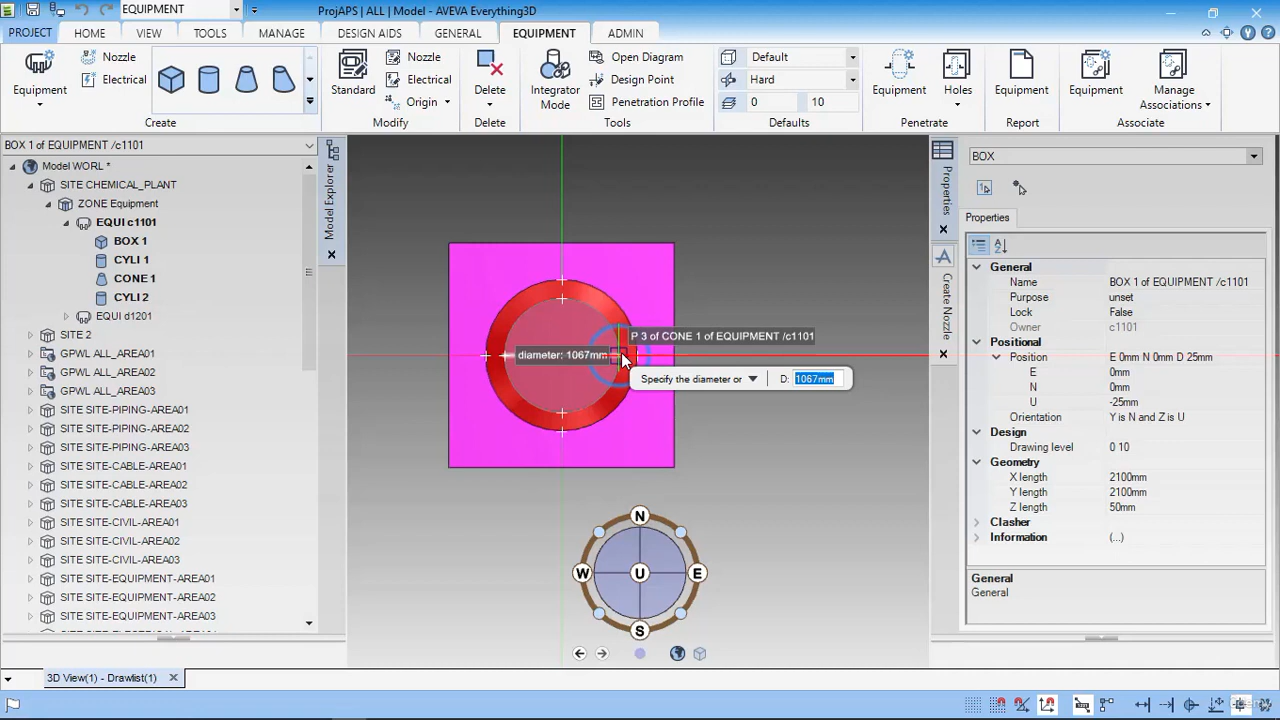 EQUIPMENT
ProjAPS | ALL | Model - AVEVA Everything3D
PROJECT HOME VIEW TOOLS MANAGE DESIGN AIDS GENERAL EQUIPMENT ADMIN
Equipment
Nozzle
Electrical
Create
Standard
Nozzle
Electrical
Origin
Modify
Delete
Delete
Integrator Mode
Open Diagram
Design Point
Penetration Profile
Tools
Default
Hard
0 10
Defaults
Equipment
Holes
Penetrate
Equipment
Report
Equipment
Manage Associations
Associate
BOX 1 of EQUIPMENT /c1101
Model WORL *
SITE CHEMICAL_PLANT
ZONE Equipment
EQUI c1101
BOX 1
CYLI 1
CONE 1
CYLI 2
EQUI d1201
SITE 2
GPWL ALL_AREA01
GPWL ALL_AREA02
GPWL ALL_AREA03
SITE SITE-PIPING-AREA01
SITE SITE-PIPING-AREA02
SITE SITE-PIPING-AREA03
SITE SITE-CABLE-AREA01
SITE SITE-CABLE-AREA02
SITE SITE-CABLE-AREA03
SITE SITE-CIVIL-AREA01
SITE SITE-CIVIL-AREA02
SITE SITE-CIVIL-AREA03
SITE SITE-EQUIPMENT-AREA01
SITE SITE-EQUIPMENT-AREA02
SITE SITE-EQUIPMENT-AREA03
Model Explorer
P 3 of CONE 1 of EQUIPMENT /c1101
diameter: 1067mm
Specify the diameter or D: 1067mm
N
W U E
S
Properties
Create Nozzle
BOX
Properties
General
Name BOX 1 of EQUIPMENT /c1101
Purpose unset
Lock False
Owner c1101
Positional
Position E 0mm N 0mm D 25mm
E 0mm
N 0mm
U -25mm
Orientation Y is N and Z is U
Design
Drawing level 0 10
Geometry
X length 2100mm
Y length 2100mm
Z length 50mm
Clasher
Information (...)
General
General
3D View(1) - Drawlist(1)